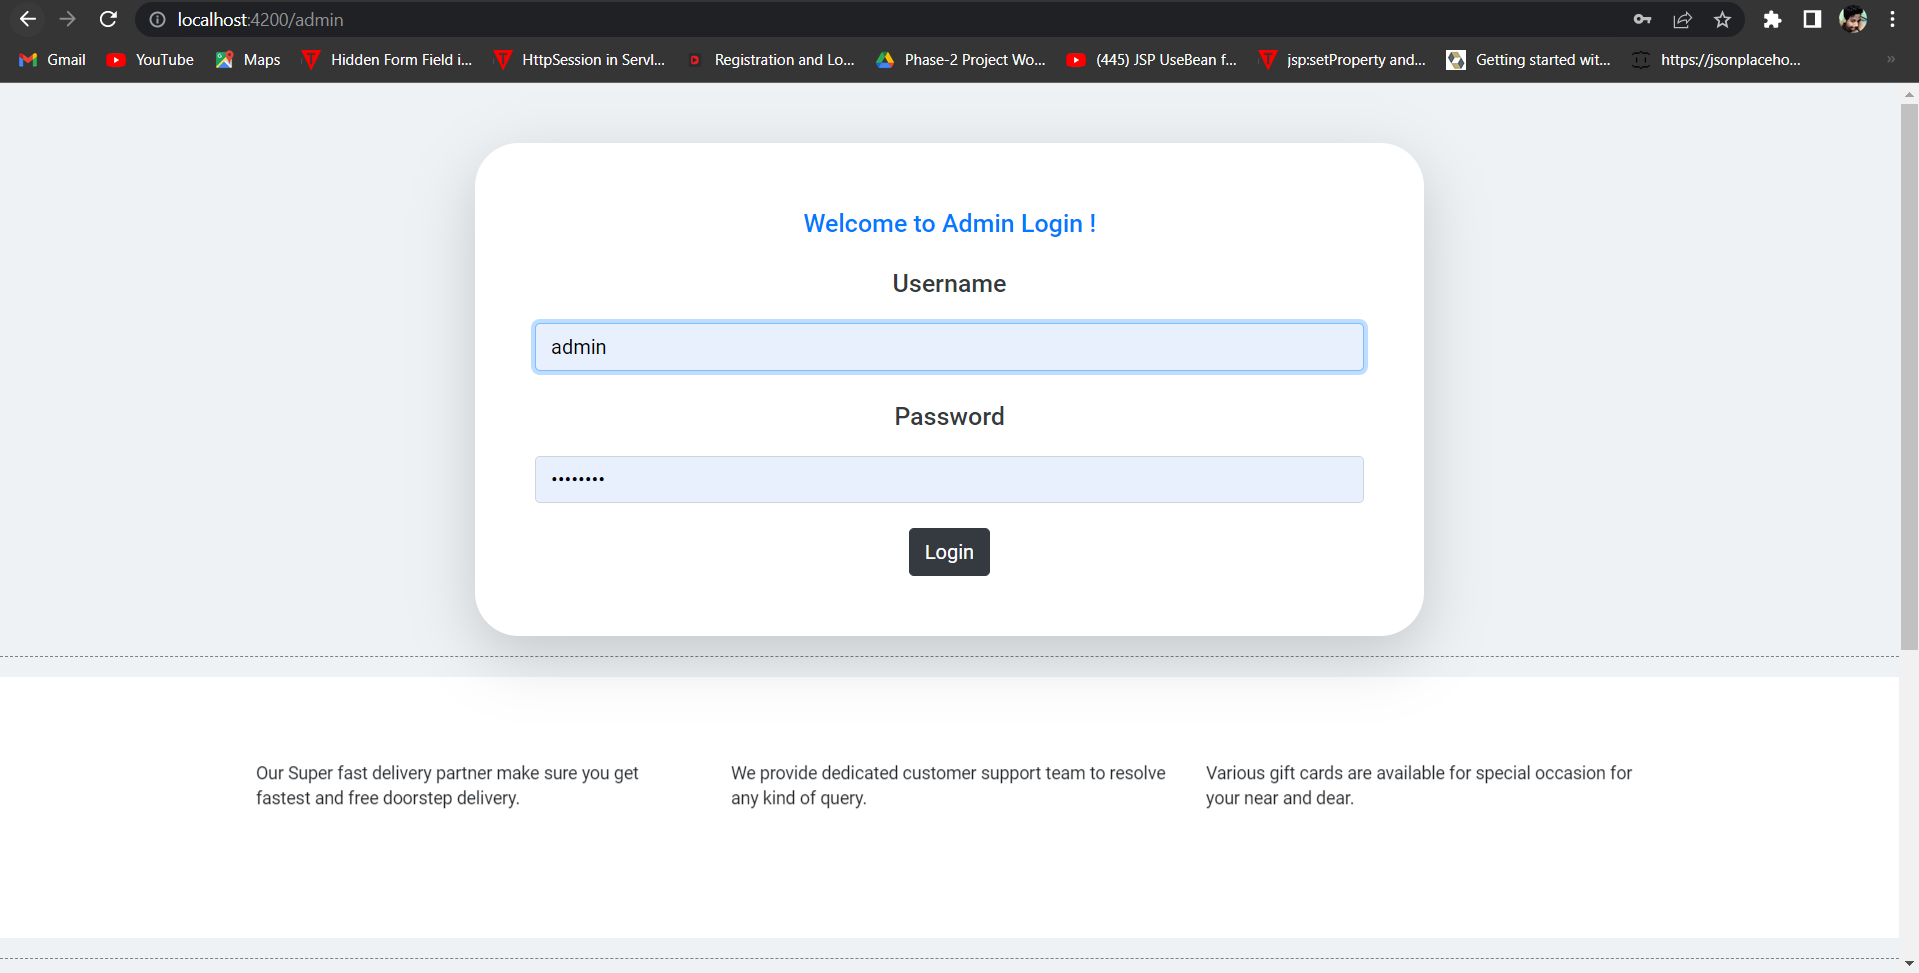 localhost:4200/admin
Gmail YouTube Maps Hidden Form Field i... HttpSession in Servl... Registration and Lo... Phase-2 Project Wo... (445) JSP UseBean f... jsp:setProperty and... Getting started wit... https://jsonplaceho... »
Welcome to Admin Login !
Username
admin
Password
••••••••
Login
Our Super fast delivery partner make sure you get
fastest and free doorstep delivery.
We provide dedicated customer support team to resolve
any kind of query.
Various gift cards are available for special occasion for
your near and dear.